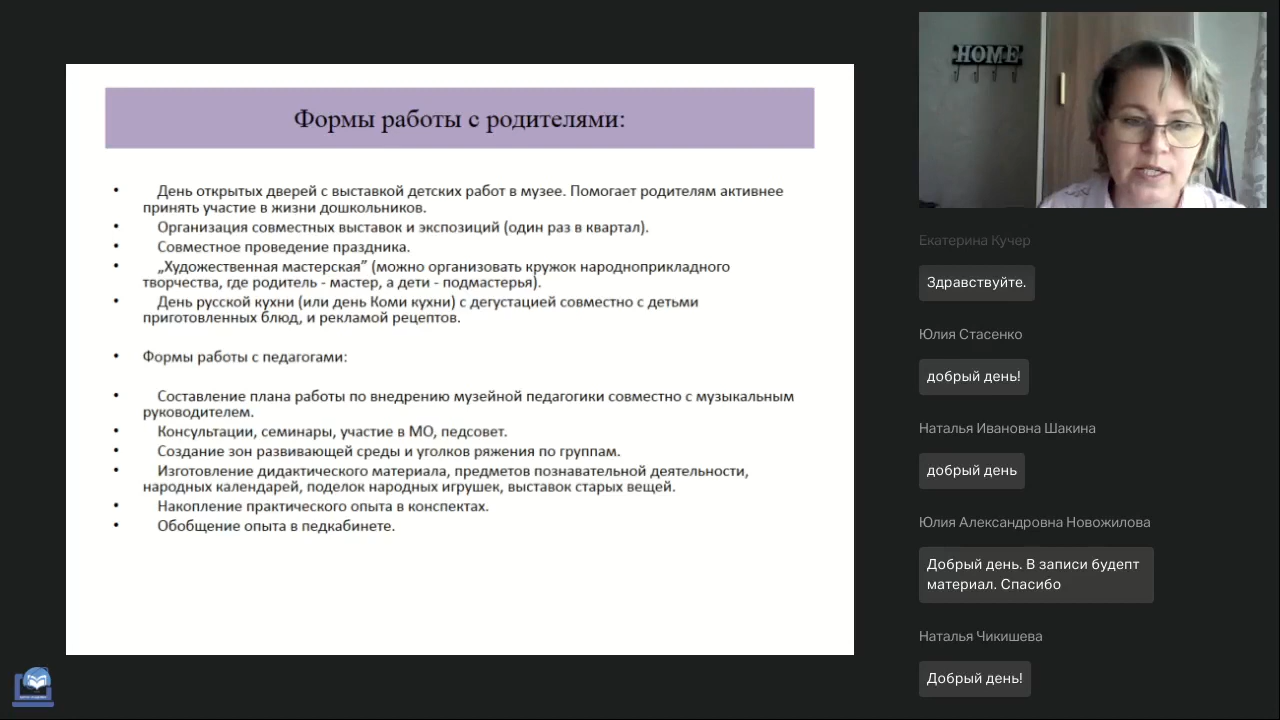 Формы работы с родителями:
• День открытых дверей с выставкой детских работ в музее. Помогает родителям активнее
принять участие в жизни дошкольников.
• Организация совместных выставок и экспозиций (один раз в квартал).
• Совместное проведение праздника.
• „Художественная мастерская” (можно организовать кружок народноприкладного
творчества, где родитель - мастер, а дети - подмастерья).
• День русской кухни (или день Коми кухни) с дегустацией совместно с детьми
приготовленных блюд, и рекламой рецептов.
• Формы работы с педагогами:
• Составление плана работы по внедрению музейной педагогики совместно с музыкальным
руководителем.
• Консультации, семинары, участие в МО, педсовет.
• Создание зон развивающей среды и уголков ряжения по группам.
• Изготовление дидактического материала, предметов познавательной деятельности,
народных календарей, поделок народных игрушек, выставок старых вещей.
• Накопление практического опыта в конспектах.
• Обобщение опыта в педкабинете.
HOME
Екатерина Кучер
Здравствуйте.
Юлия Стасенко
добрый день!
Наталья Ивановна Шакина
добрый день
Юлия Александровна Новожилова
Добрый день. В записи будепт
материал. Спасибо
Наталья Чикишева
Добрый день!